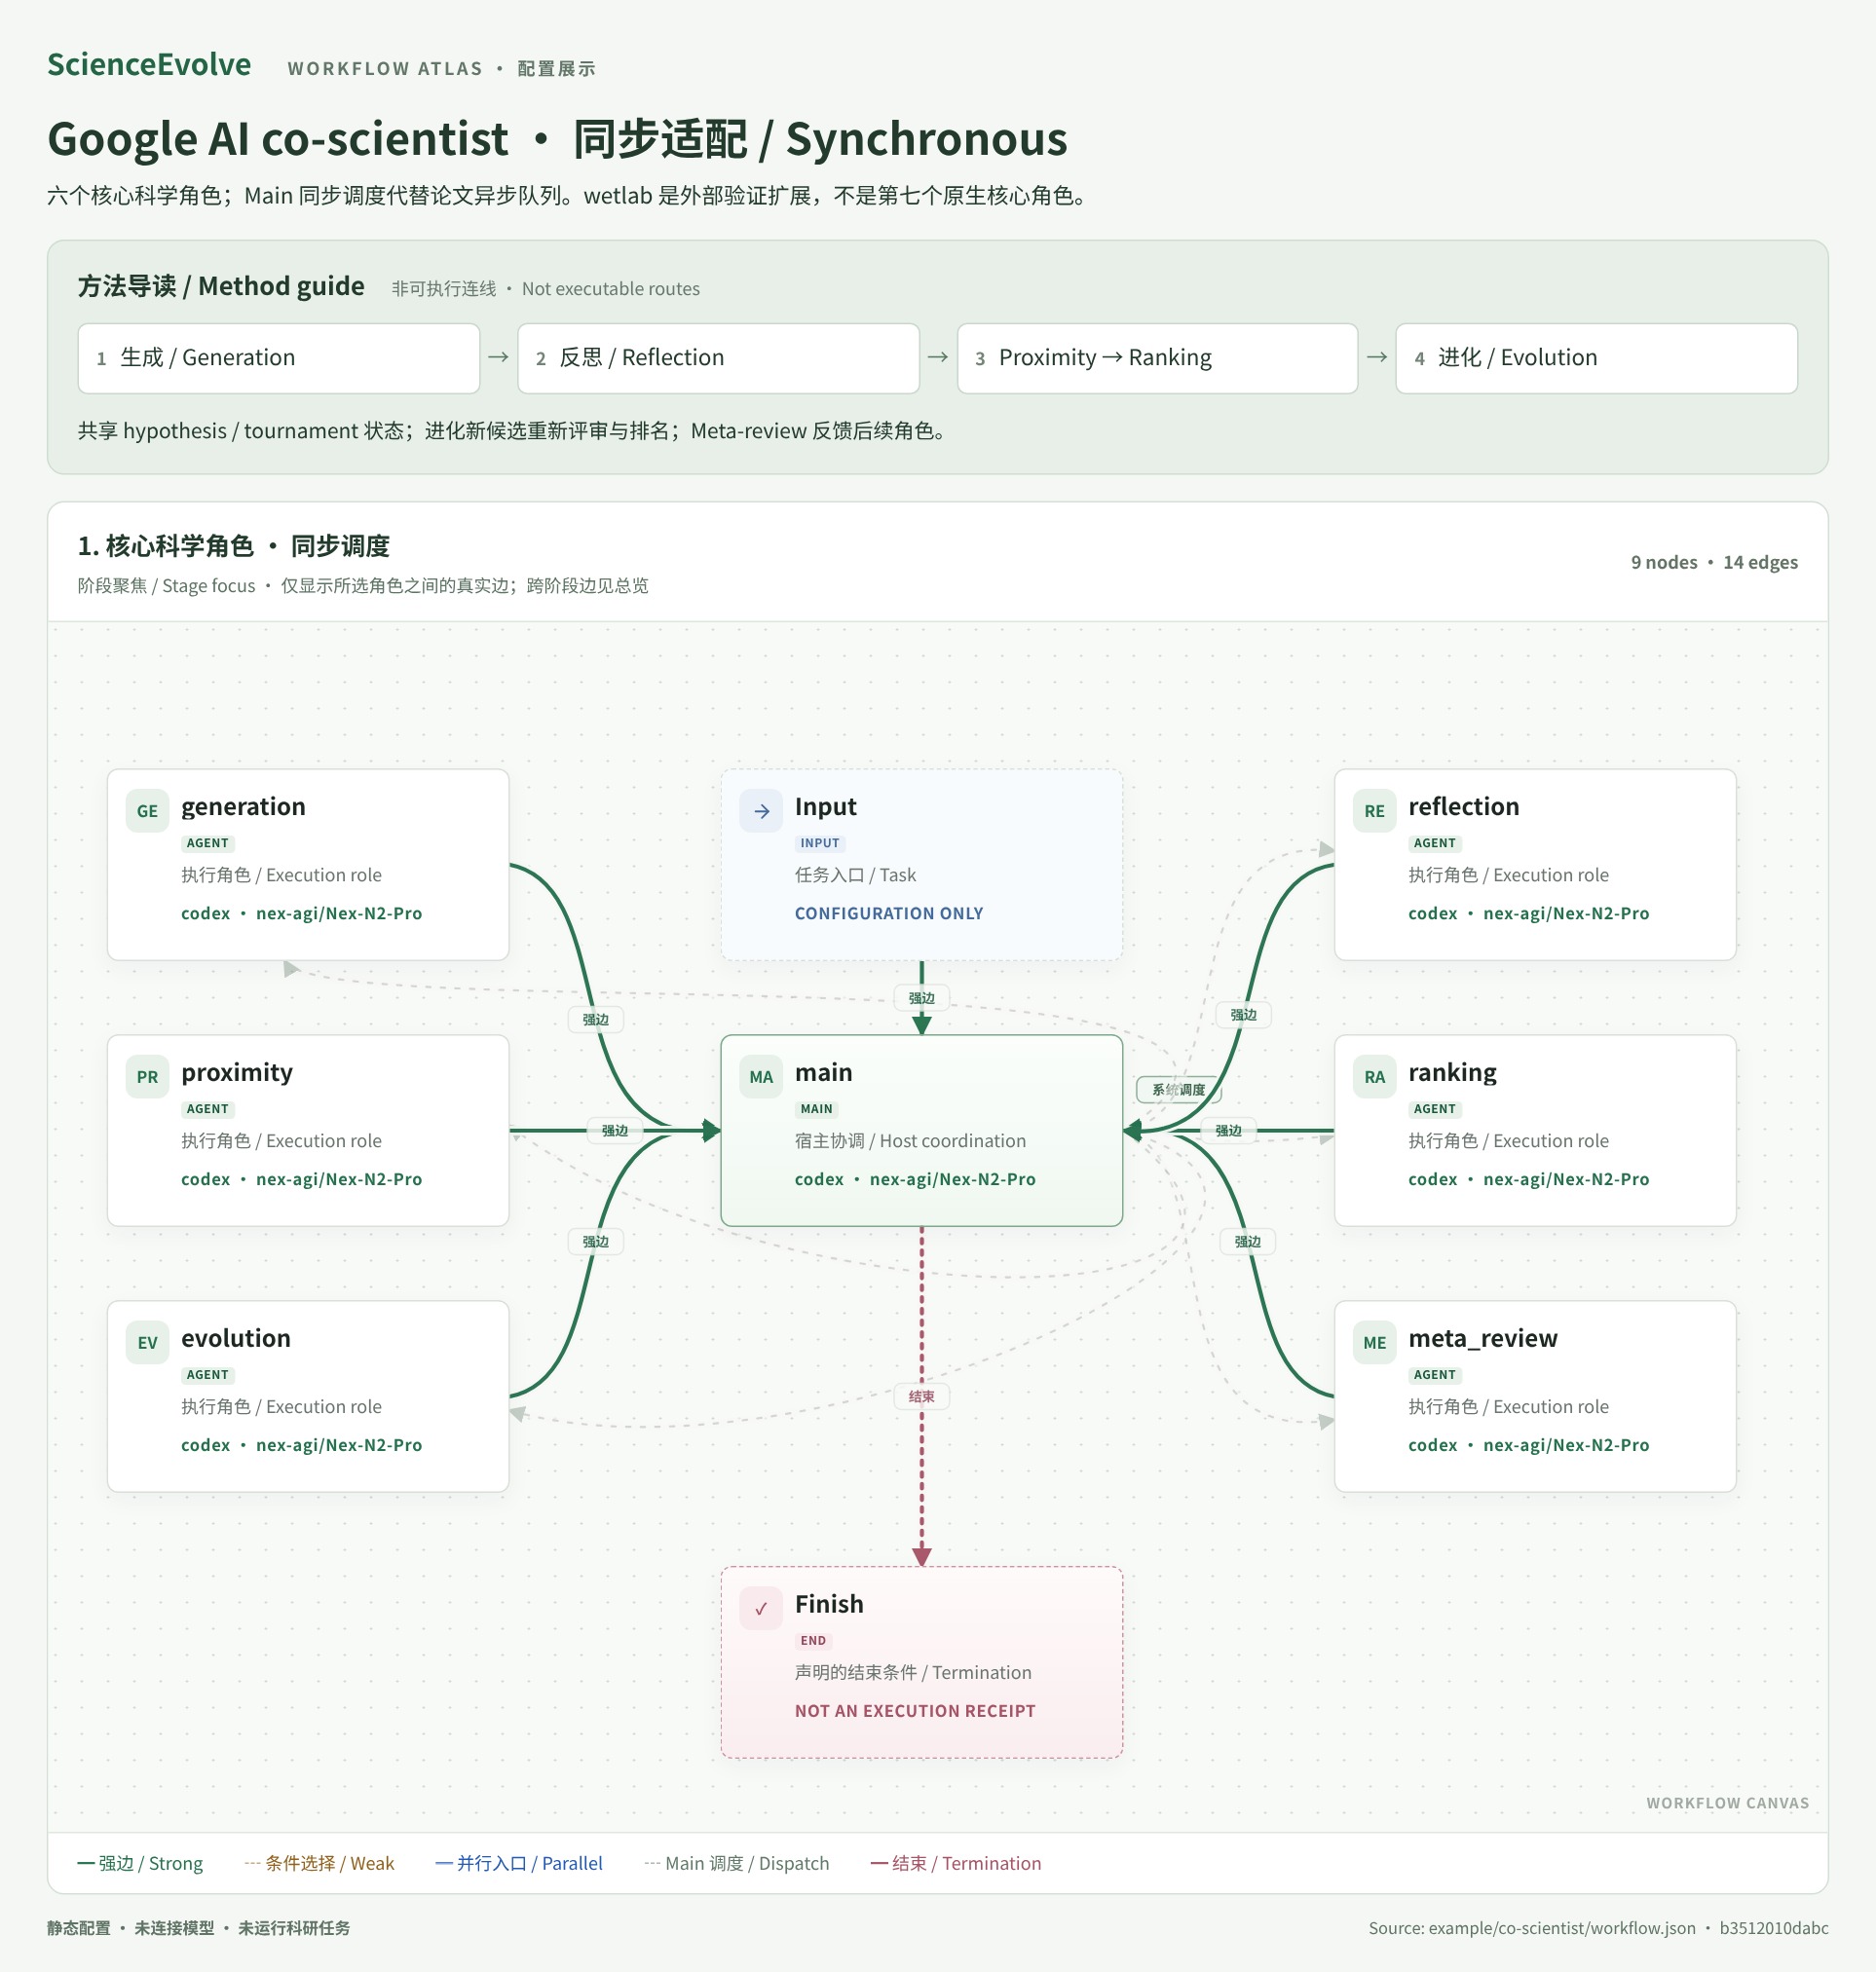 ScienceEvolve WORKFLOW ATLAS • 配置展示
Google AI co-scientist • 同步适配 / Synchronous
六个核心科学角色；Main 同步调度代替论文异步队列。wetlab 是外部验证扩展，不是第七个原生核心角色。
方法导读 / Method guide 非可执行连线 • Not executable routes
1 生成 / Generation → 2 反思 / Reflection → 3 Proximity → Ranking → 4 进化 / Evolution
共享 hypothesis / tournament 状态；进化新候选重新评审与排名；Meta-review 反馈后续角色。
1. 核心科学角色 • 同步调度
阶段聚焦 / Stage focus • 仅显示所选角色之间的真实边；跨阶段边见总览
9 nodes • 14 edges
GE generation
AGENT
执行角色 / Execution role
codex • nex-agi/Nex-N2-Pro
→ Input
INPUT
任务入口 / Task
CONFIGURATION ONLY
RE reflection
AGENT
执行角色 / Execution role
codex • nex-agi/Nex-N2-Pro
强边
强边
强边
PR proximity
AGENT
执行角色 / Execution role
codex • nex-agi/Nex-N2-Pro
强边
MA main
MAIN
宿主协调 / Host coordination
codex • nex-agi/Nex-N2-Pro
系统调度
强边
RA ranking
AGENT
执行角色 / Execution role
codex • nex-agi/Nex-N2-Pro
强边
强边
EV evolution
AGENT
执行角色 / Execution role
codex • nex-agi/Nex-N2-Pro
结束
ME meta_review
AGENT
执行角色 / Execution role
codex • nex-agi/Nex-N2-Pro
✓ Finish
END
声明的结束条件 / Termination
NOT AN EXECUTION RECEIPT
WORKFLOW CANVAS
强边 / Strong 条件选择 / Weak 并行入口 / Parallel Main 调度 / Dispatch 结束 / Termination
静态配置 • 未连接模型 • 未运行科研任务
Source: example/co-scientist/workflow.json • b3512010dabc